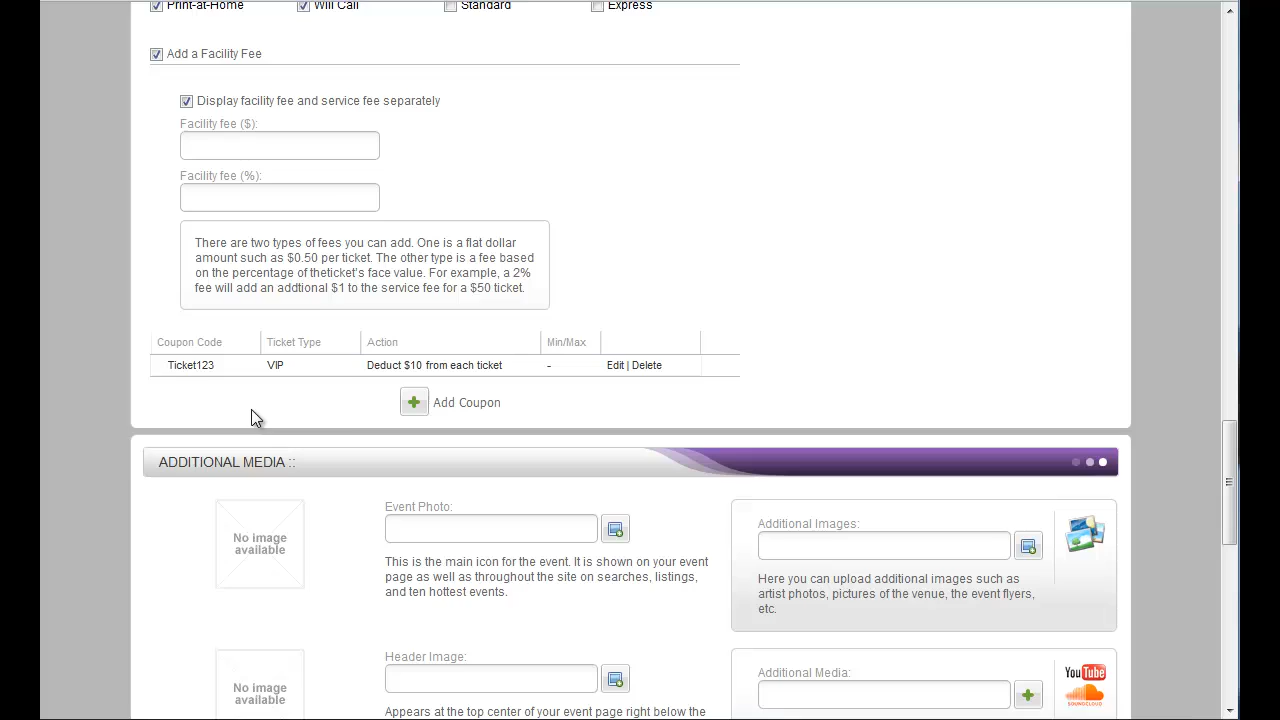 Print-at-Home Will Call Standard Express
Add a Facility Fee
Display facility fee and service fee separately
Facility fee ($):
Facility fee (%):
There are two types of fees you can add. One is a flat dollar
amount such as $0.50 per ticket. The other type is a fee based
on the percentage of theticket's face value. For example, a 2%
fee will add an addtional $1 to the service fee for a $50 ticket.
Coupon Code Ticket Type Action Min/Max
Ticket123 VIP Deduct $10 from each ticket - Edit | Delete
Add Coupon
ADDITIONAL MEDIA ::
No image
available
Event Photo:
This is the main icon for the event. It is shown on your event
page as well as throughout the site on searches, listings,
and ten hottest events.
Additional Images:
Here you can upload additional images such as
artist photos, pictures of the venue, the event flyers,
etc.
No image
available
Header Image:
Appears at the top center of your event page right below the
Additional Media:
YouTube
SOUNDCLOUD